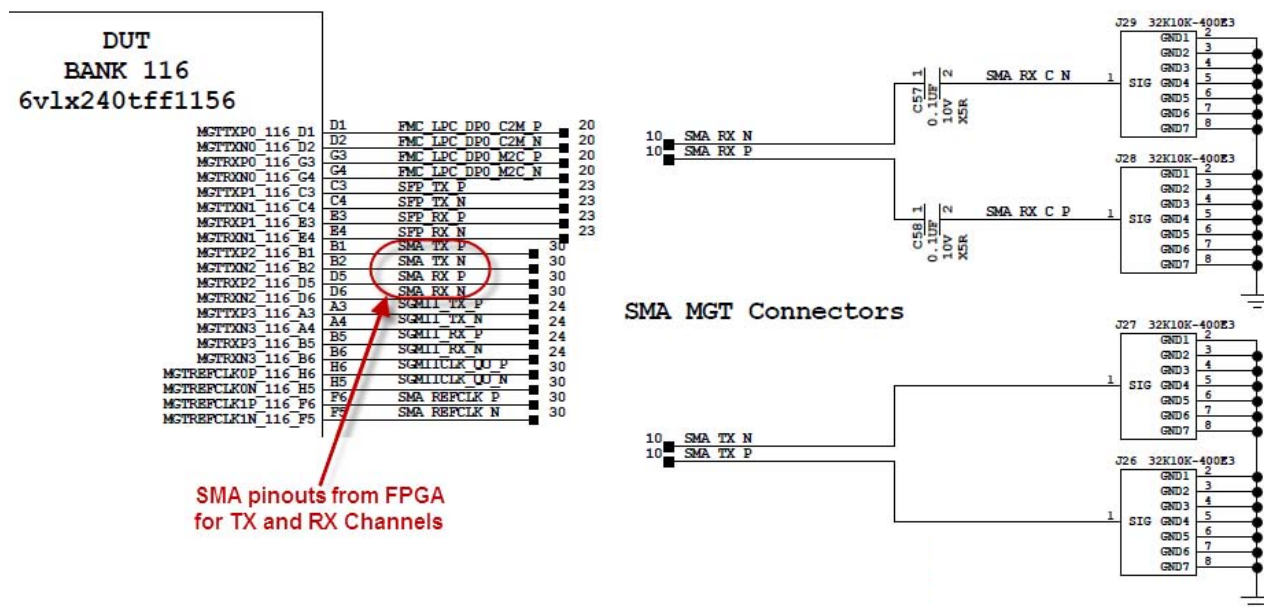 DUT
BANK 116
6vlx240tff1156
MGTTXP0_116_D1 D1 FMC_LPC_DP0_C2M_P 20
MGTTXN0_116_D2 D2 FMC_LPC_DP0_C2M_N 20
MGTRXP0_116_G3 G3 FMC_LPC_DP0_M2C_P 20
MGTRXN0_116_G4 G4 FMC_LPC_DP0_M2C_N 20
MGTTXP1_116_C3 C3 SFP_TX_P 23
MGTTXN1_116_C4 C4 SFP_TX_N 23
MGTRXP1_116_E3 E3 SFP_RX_P 23
MGTRXN1_116_E4 E4 SFP_RX_N 23
MGTTXP2_116_B1 B1 SMA_TX_P 30
MGTTXN2_116_B2 B2 SMA_TX_N 30
MGTRXP2_116_D5 D5 SMA_RX_P 30
MGTRXN2_116_D6 D6 SMA_RX_N 30
MGTTXP3_116_A3 A3 SGMII_TX_P 24
MGTTXN3_116_A4 A4 SGMII_TX_N 24
MGTRXP3_116_B5 B5 SGMII_RX_P 24
MGTRXN3_116_B6 B6 SGMII_RX_N 24
MGTREFCLK0P_116_H6 H6 SGMIICLK_QO_P 30
MGTREFCLK0N_116_H5 H5 SGMIICLK_QO_N 30
MGTREFCLK1P_116_F6 F6 SMA_REFCLK_P 30
MGTREFCLK1N_116_F5 F5 SMA_REFCLK_N 30
SMA pinouts from FPGA
for TX and RX Channels
10 SMA_RX_N
10 SMA_RX_P
C57 1 2
0.1UF
10V
X5R
SMA_RX_C_N
C58 1 2
0.1UF
10V
X5R
SMA_RX_C_P
J29 32K10K-400E3
GND1 2
GND2 3
GND3 4
1 SIG GND4 5
GND5 6
GND6 7
GND7 8
J28 32K10K-400E3
GND1 2
GND2 3
GND3 4
1 SIG GND4 5
GND5 6
GND6 7
GND7 8
SMA MGT Connectors
10 SMA_TX_N
10 SMA_TX_P
J27 32K10K-400E3
GND1 2
GND2 3
GND3 4
1 SIG GND4 5
GND5 6
GND6 7
GND7 8
J26 32K10K-400E3
GND1 2
GND2 3
GND3 4
1 SIG GND4 5
GND5 6
GND6 7
GND7 8